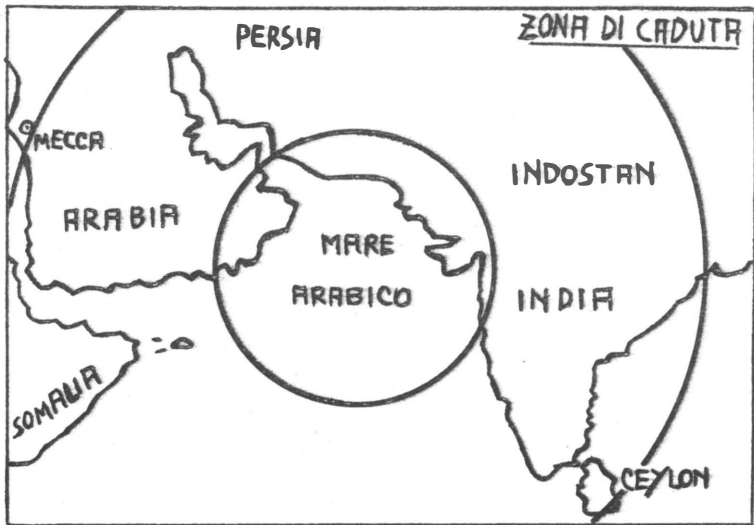 PERSIA
ZONA DI CADUTA
MECCA
INDOSTAN
ARABIA
MARE
ARABICO
INDIA
SOMALIA
CEYLON